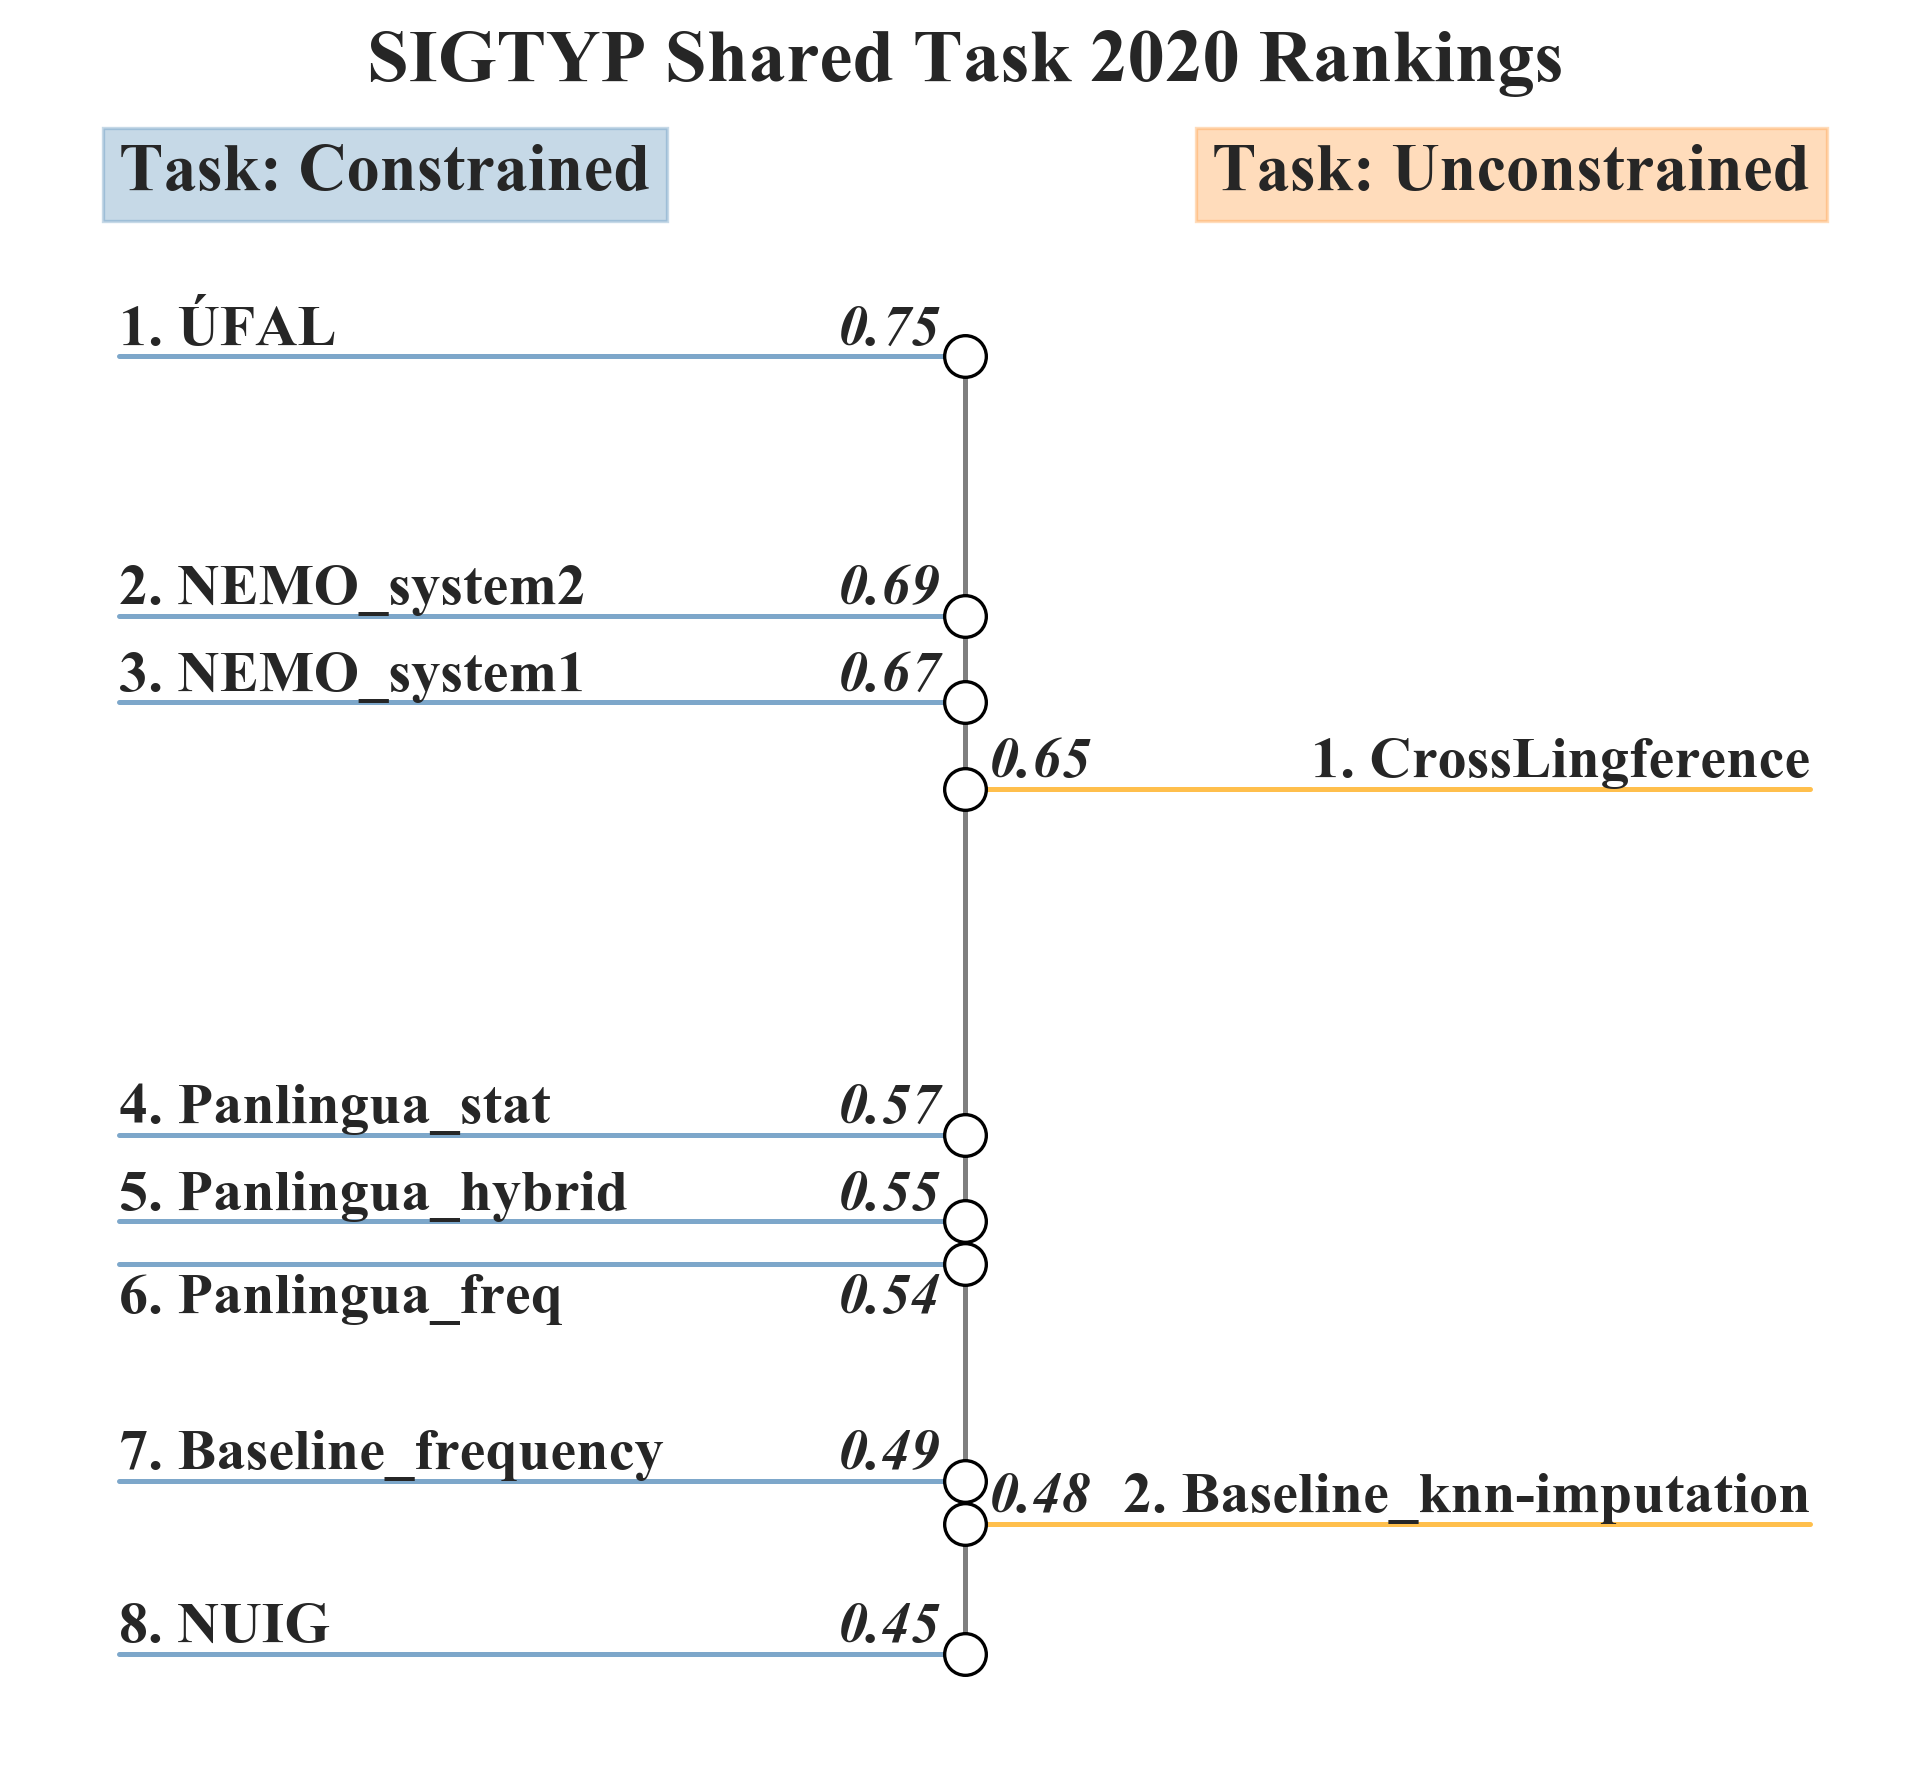 SIGTYP Shared Task 2020 Rankings
Task: Constrained
Task: Unconstrained
1. ÚFAL 0.75
2. NEMO_system2 0.69
3. NEMO_system1 0.67
0.65 1. CrossLingference
4. Panlingua_stat 0.57
5. Panlingua_hybrid 0.55
6. Panlingua_freq 0.54
7. Baseline_frequency 0.49
0.48 2. Baseline_knn-imputation
8. NUIG 0.45